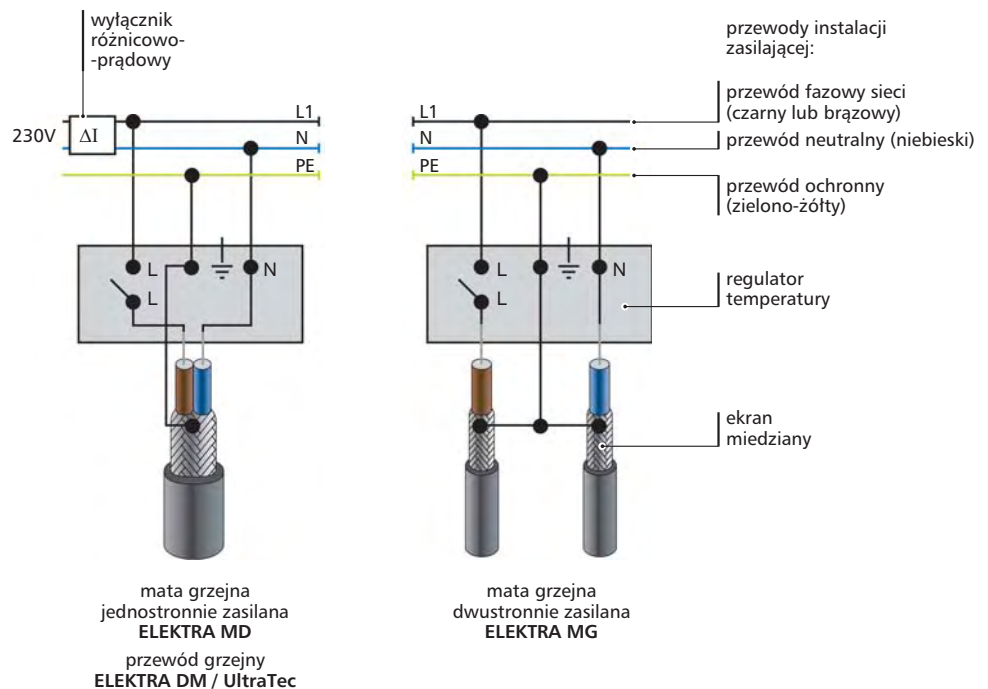 wyłącznik
różnicowo-
-prądowy
230V
ΔI
L1
N
PE
L
L
N
mata grzejna
jednostronnie zasilana
ELEKTRA MD
przewód grzejny
ELEKTRA DM / UltraTec
L1
N
PE
L
L
N
mata grzejna
dwustronnie zasilana
ELEKTRA MG
przewody instalacji
zasilającej:
przewód fazowy sieci
(czarny lub brązowy)
przewód neutralny (niebieski)
przewód ochronny
(zielono-żółty)
regulator
temperatury
ekran
miedziany